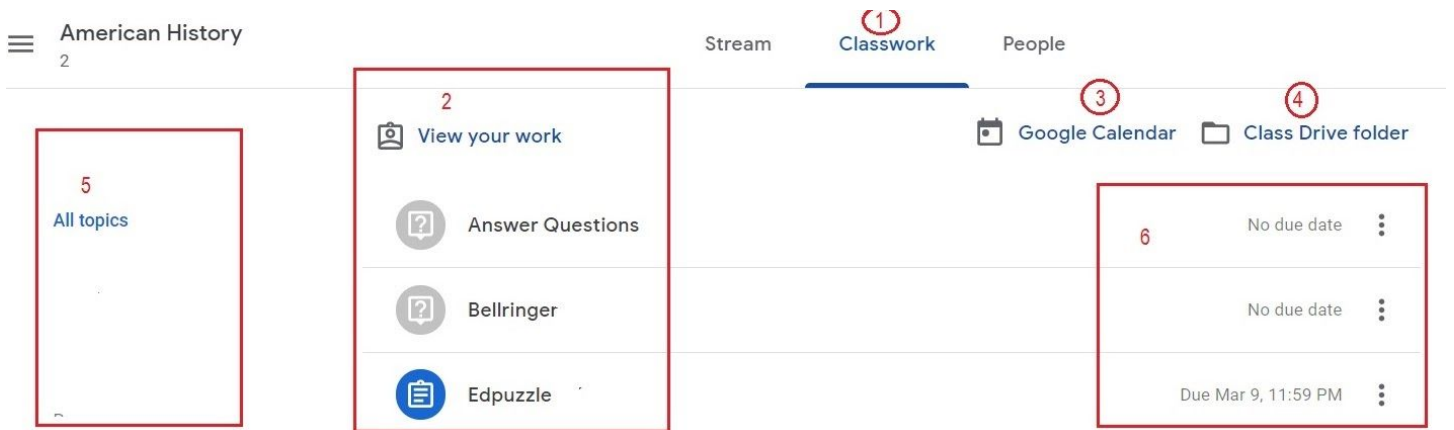 American History
2
Stream
1
Classwork
People
2
View your work
3
Google Calendar
4
Class Drive folder
5
All topics
Answer Questions
6
No due date
Bellringer
No due date
Edpuzzle
Due Mar 9, 11:59 PM